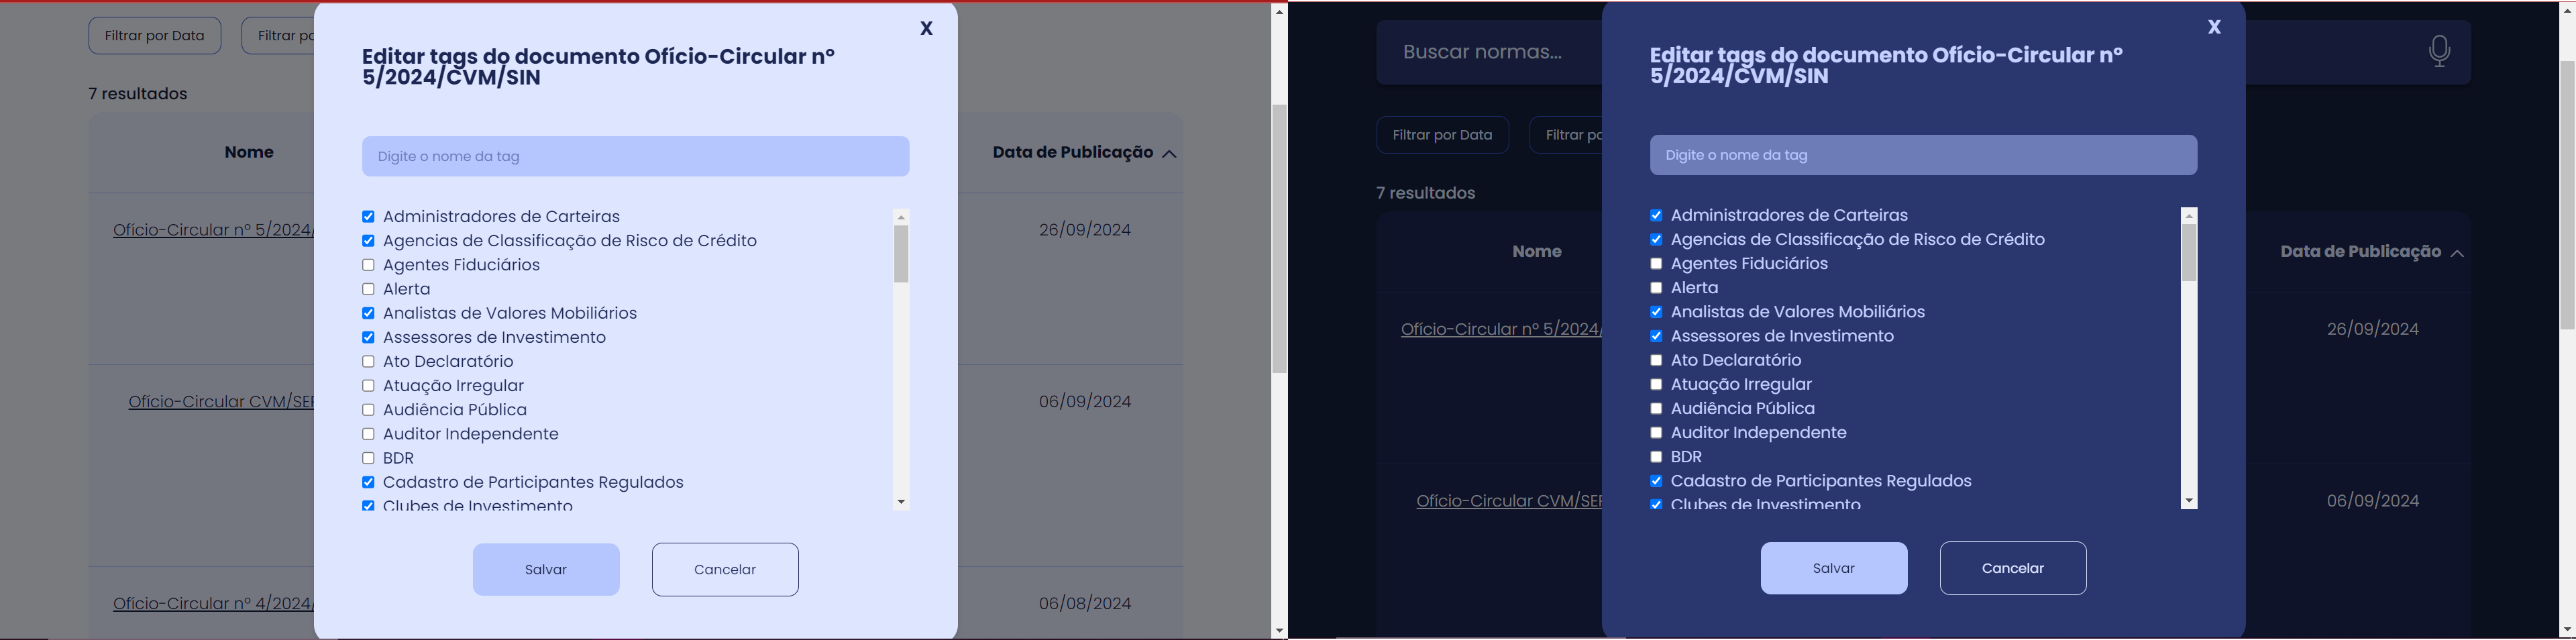 Filtrar por Data
7 resultados
Nome
Data de Publicação
Ofício-Circular nº 5/2024/
26/09/2024
Ofício-Circular CVM/SEP
06/09/2024
Ofício-Circular nº 4/2024/
06/08/2024
X
Editar tags do documento Ofício-Circular nº
5/2024/CVM/SIN
Digite o nome da tag
Administradores de Carteiras
Agencias de Classificação de Risco de Crédito
Agentes Fiduciários
Alerta
Analistas de Valores Mobiliários
Assessores de Investimento
Ato Declaratório
Atuação Irregular
Audiência Pública
Auditor Independente
BDR
Cadastro de Participantes Regulados
Clubes de Investimento
Salvar
Cancelar
Buscar normas...
Filtrar por Data
7 resultados
Nome
Data de Publicação
Ofício-Circular nº 5/2024/
26/09/2024
Ofício-Circular CVM/SEP
06/09/2024
X
Editar tags do documento Ofício-Circular nº
5/2024/CVM/SIN
Digite o nome da tag
Administradores de Carteiras
Agencias de Classificação de Risco de Crédito
Agentes Fiduciários
Alerta
Analistas de Valores Mobiliários
Assessores de Investimento
Ato Declaratório
Atuação Irregular
Audiência Pública
Auditor Independente
BDR
Cadastro de Participantes Regulados
Clubes de Investimento
Salvar
Cancelar